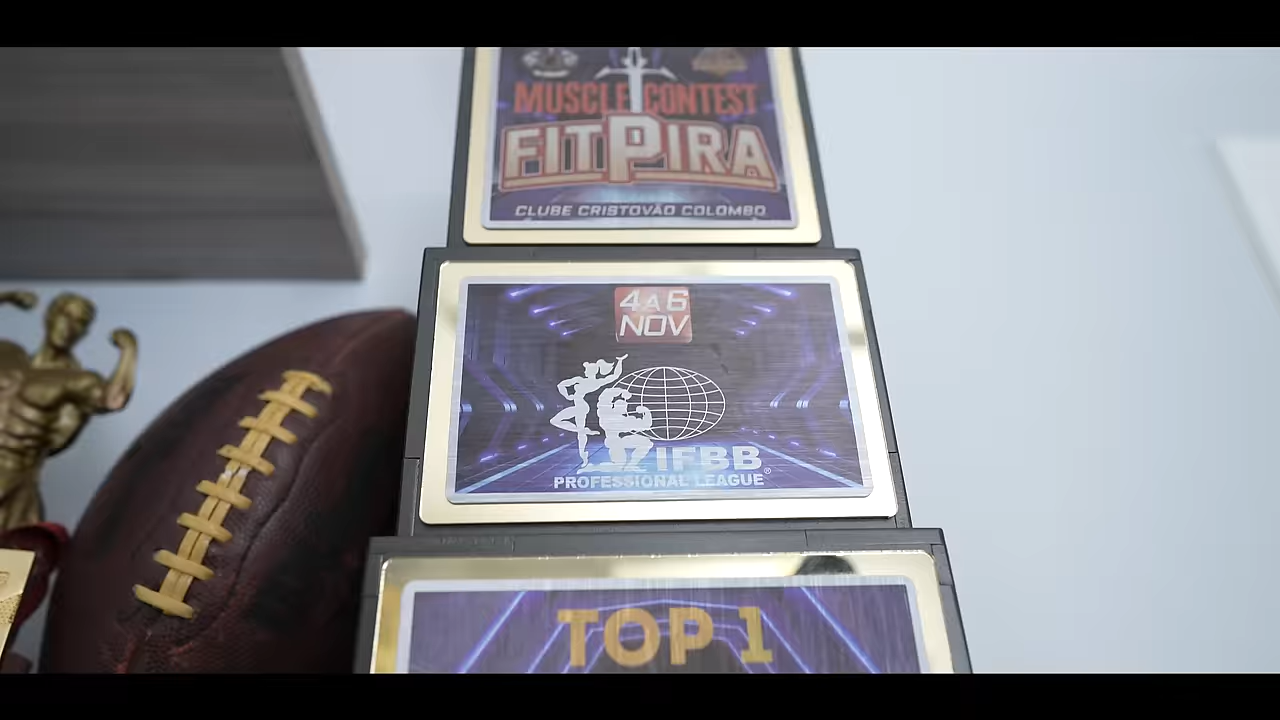 MUSCLE CONTEST
FITPIRA
CLUBE CRISTOVÃO COLOMBO
4 A 6
NOV
IFBB
PROFESSIONAL LEAGUE®
TOP 1